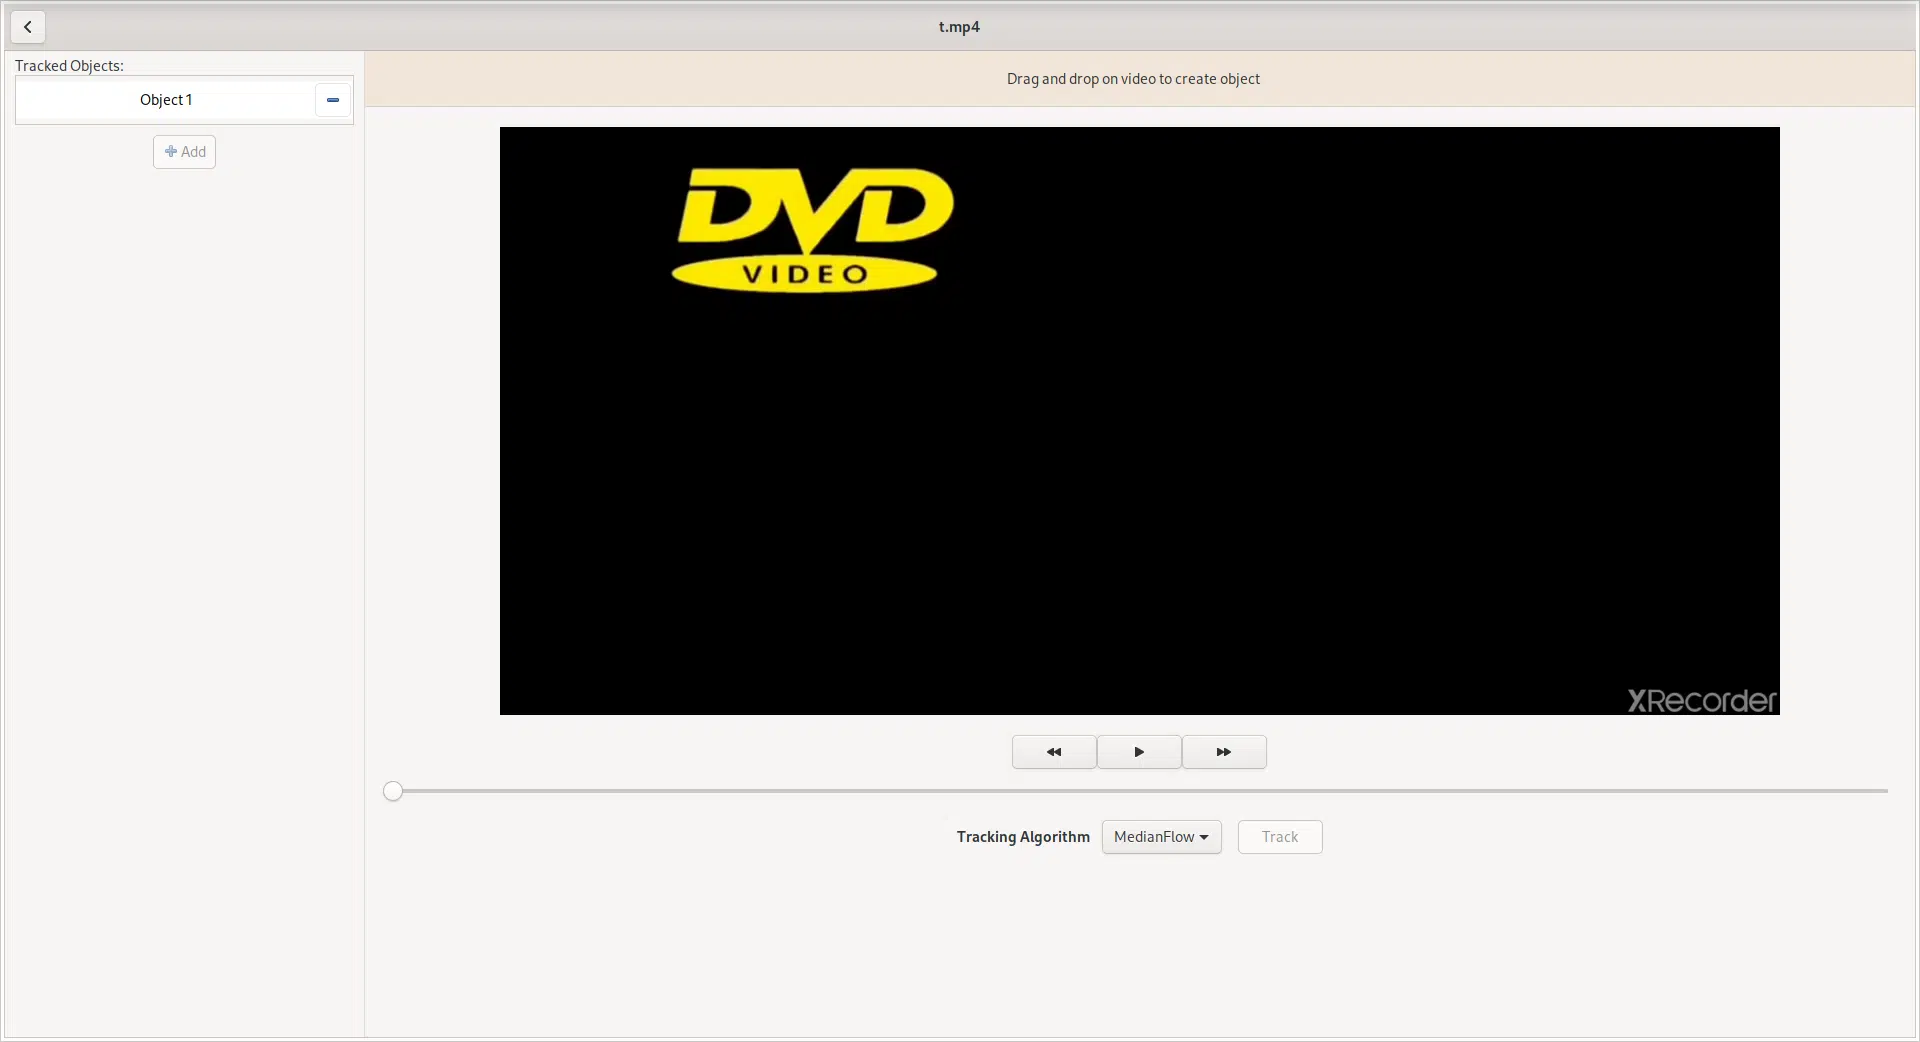 t.mp4
Tracked Objects:
Object 1
Add
Drag and drop on video to create object
DVD
VIDEO
XRecorder
Tracking Algorithm MedianFlow Track